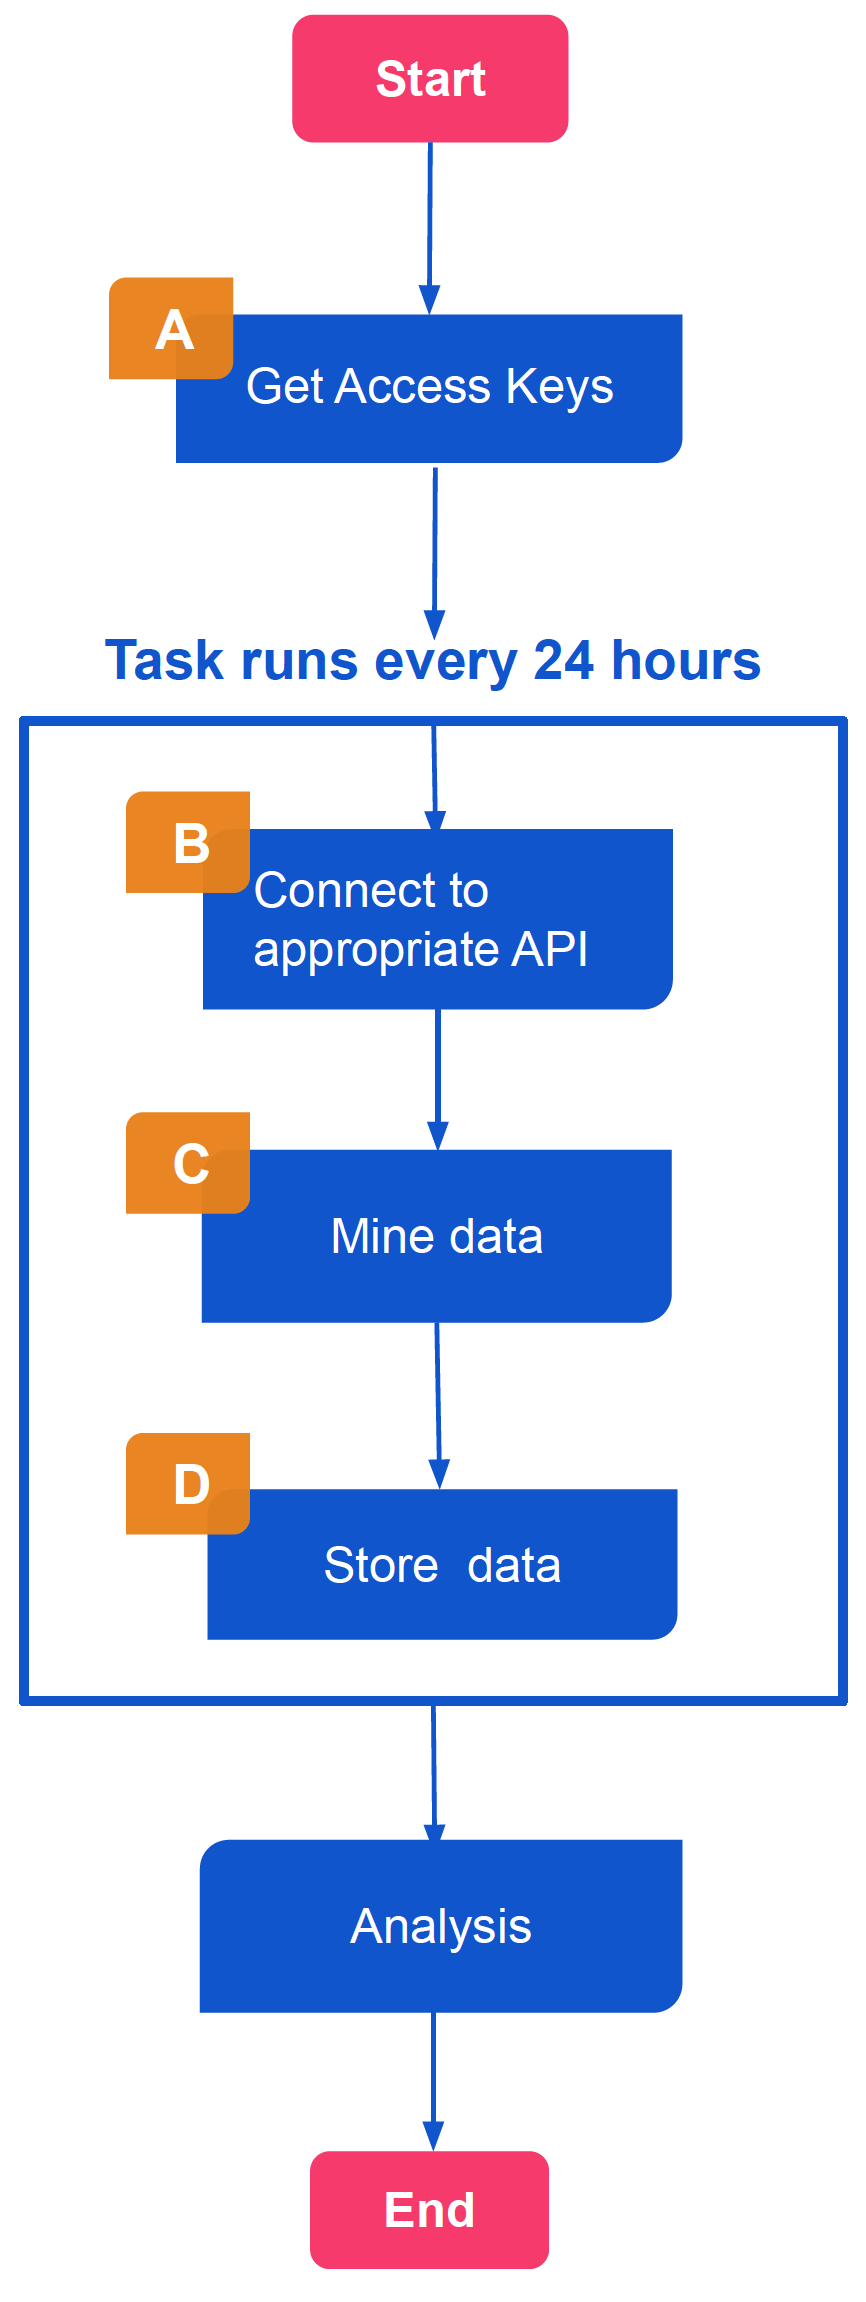 Start
A
Get Access Keys
Task runs every 24 hours
B
Connect to
appropriate API
C
Mine data
D
Store  data
Analysis
End